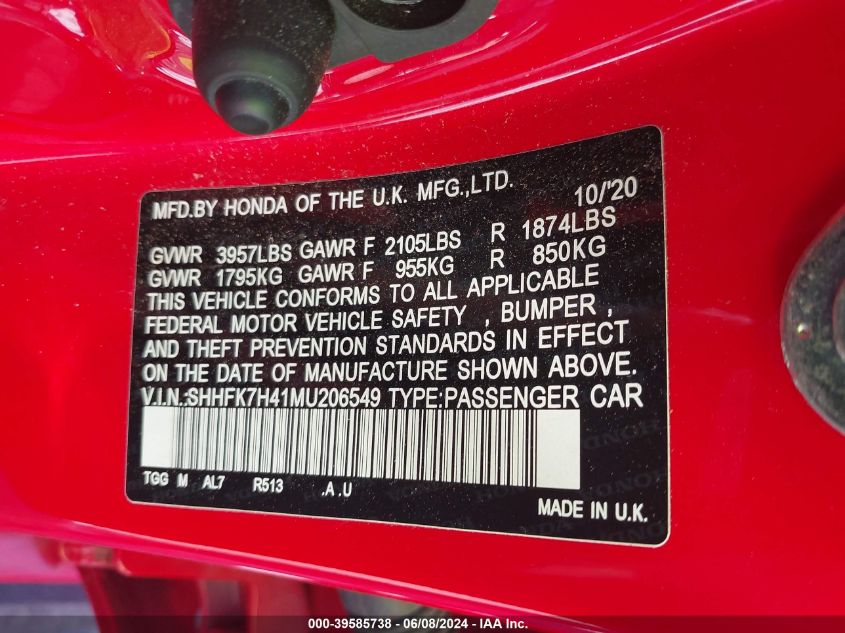 MFD.BY HONDA OF THE U.K. MFG.,LTD. 10/'20
GVWR 3957LBS GAWR F 2105LBS R 1874LBS
GVWR 1795KG GAWR F 955KG R 850KG
THIS VEHICLE CONFORMS TO ALL APPLICABLE
FEDERAL MOTOR VEHICLE SAFETY , BUMPER ,
AND THEFT PREVENTION STANDARDS IN EFFECT
ON THE DATE OF MANUFACTURE SHOWN ABOVE.
V.I.N.:SHHFK7H41MU206549 TYPE:PASSENGER CAR
TGG M AL7 R513 .A .U
MADE IN U.K.
000-39585738 - 06/08/2024 - IAA Inc.